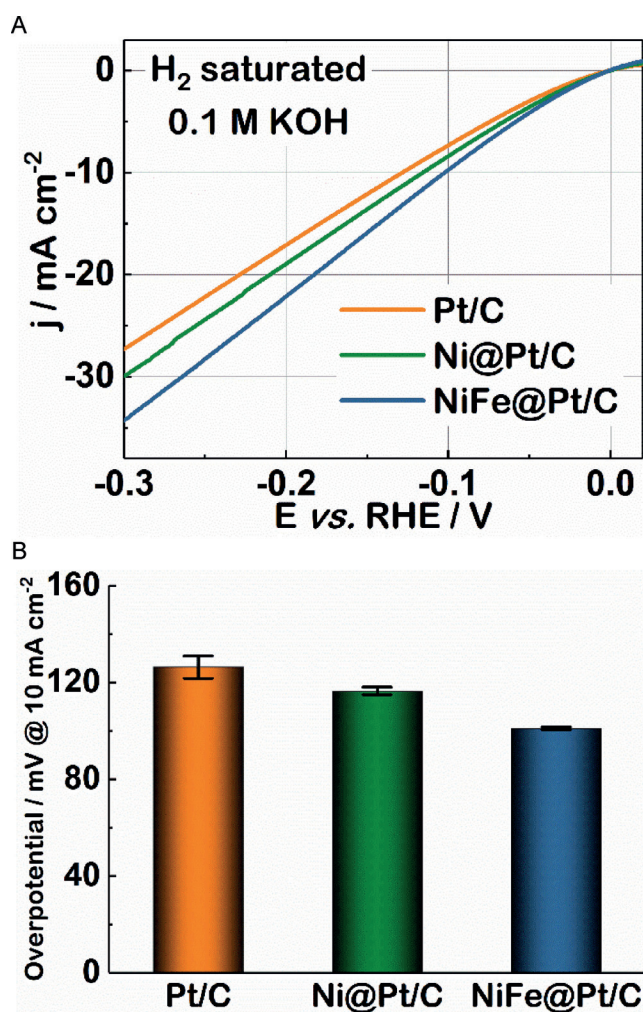 A
H2 saturated
0.1 M KOH
j / mA cm-2
0
-10
-20
-30
Pt/C
Ni@Pt/C
NiFe@Pt/C
-0.3
-0.2
-0.1
0.0
E vs. RHE / V
B
Overpotential / mV @ 10 mA cm-2
160
120
80
40
0
Pt/C
Ni@Pt/C
NiFe@Pt/C